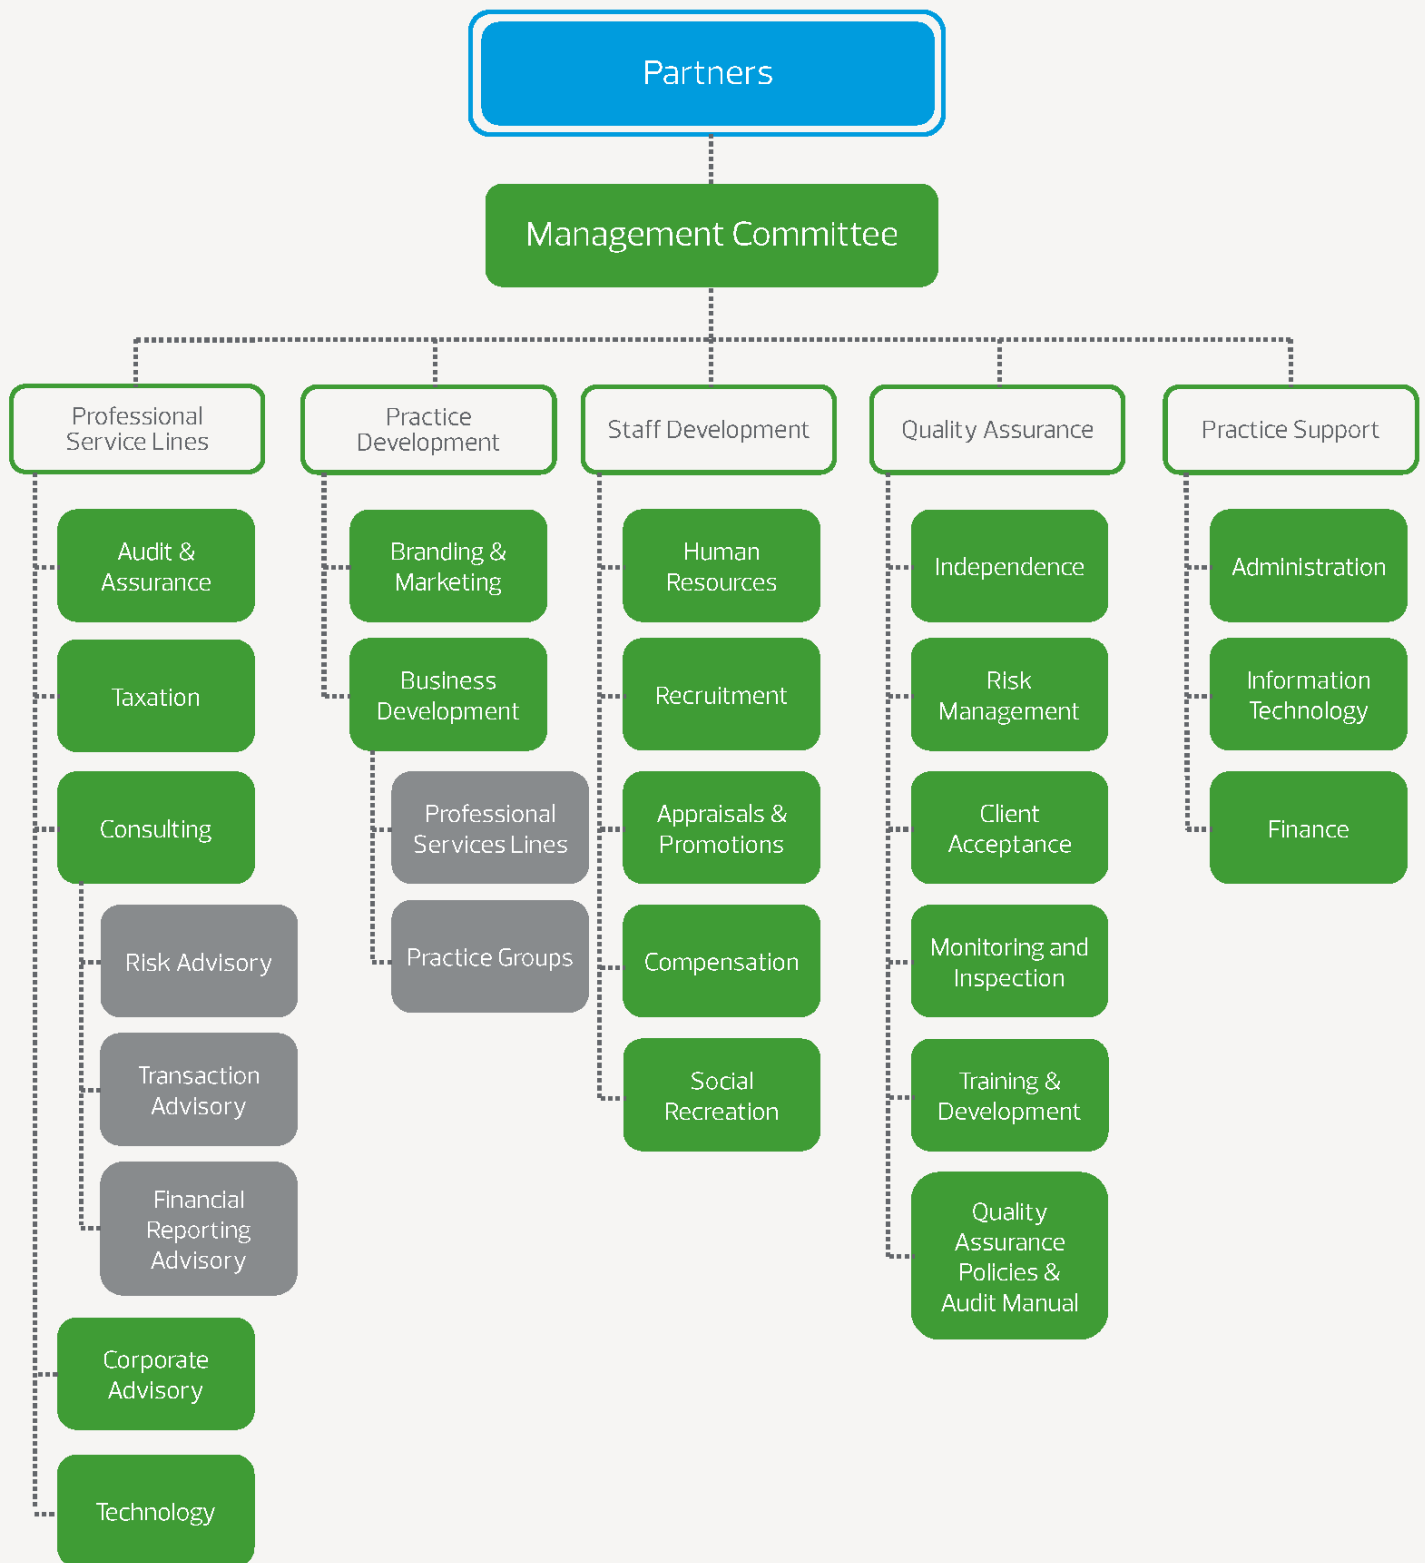 Partners
Management Committee
Professional
Service Lines
Practice
Development
Staff Development
Quality Assurance
Practice Support
Audit &
Assurance
Taxation
Consulting
Risk Advisory
Transaction
Advisory
Financial
Reporting
Advisory
Corporate
Advisory
Technology
Branding &
Marketing
Business
Development
Professional
Services Lines
Practice Groups
Human
Resources
Recruitment
Appraisals &
Promotions
Compensation
Social
Recreation
Independence
Risk
Management
Client
Acceptance
Monitoring and
Inspection
Training &
Development
Quality
Assurance
Policies &
Audit Manual
Administration
Information
Technology
Finance